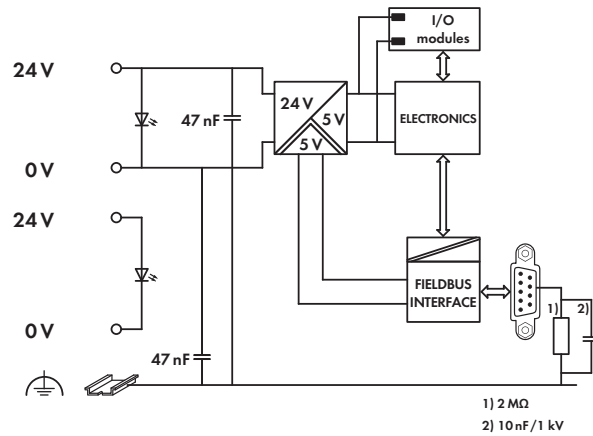 I/O
modules
24 V
24 V
47 nF
5 V
ELECTRONICS
5 V
0 V
24 V
FIELDBUS
INTERFACE
1)
2)
0 V
47 nF
1) 2 MΩ
2) 10 nF/1 kV